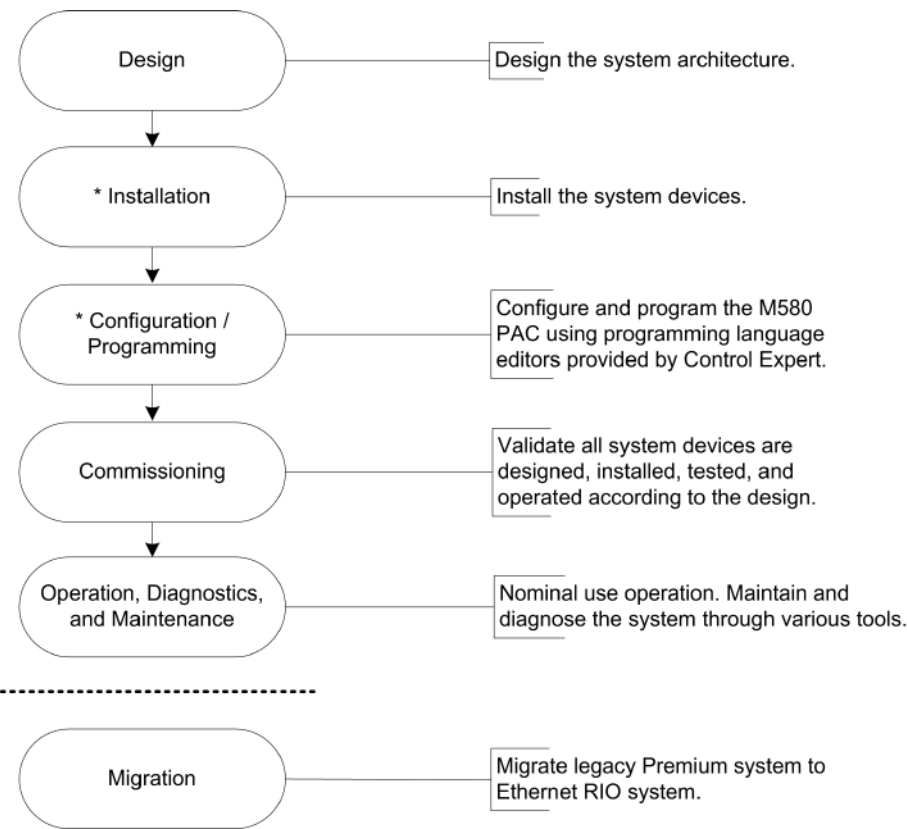 Design
Design the system architecture.
* Installation
Install the system devices.
* Configuration /
Programming
Configure and program the M580
PAC using programming language
editors provided by Control Expert.
Commissioning
Validate all system devices are
designed, installed, tested, and
operated according to the design.
Operation, Diagnostics,
and Maintenance
Nominal use operation. Maintain and
diagnose the system through various tools.
Migration
Migrate legacy Premium system to
Ethernet RIO system.